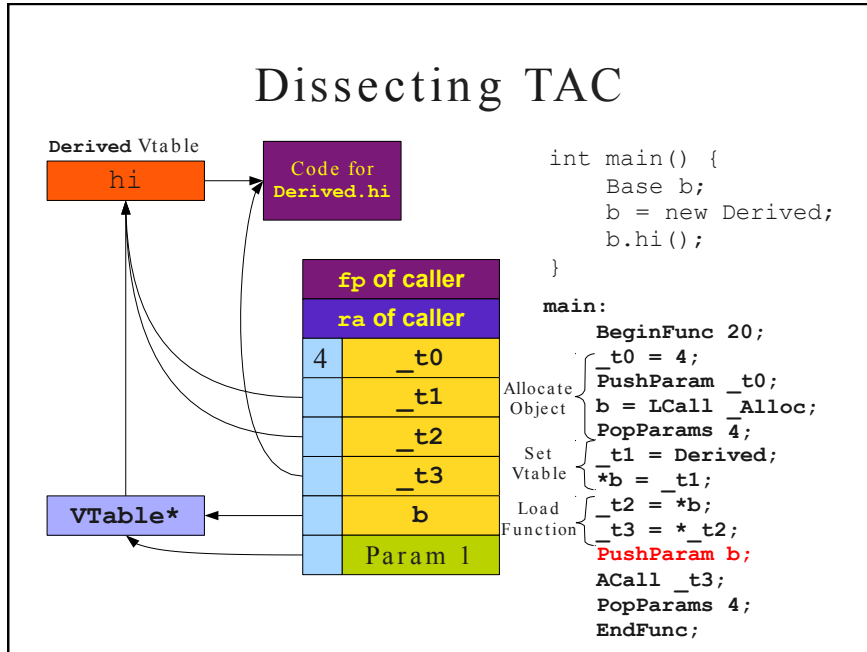 Dissecting TAC
Derived Vtable
hi
Code for
Derived.hi
fp of caller
ra of caller
4 _t0
_t1
_t2
_t3
b
Param 1
VTable*
int main() {
    Base b;
    b = new Derived;
    b.hi();
}
main:
    BeginFunc 20;
    _t0 = 4;
    PushParam _t0;
    b = LCall _Alloc;
    PopParams 4;
    _t1 = Derived;
    *b = _t1;
    _t2 = *b;
    _t3 = *_t2;
    PushParam b;
    ACall _t3;
    PopParams 4;
    EndFunc;
Allocate
Object
Set
Vtable
Load
Function